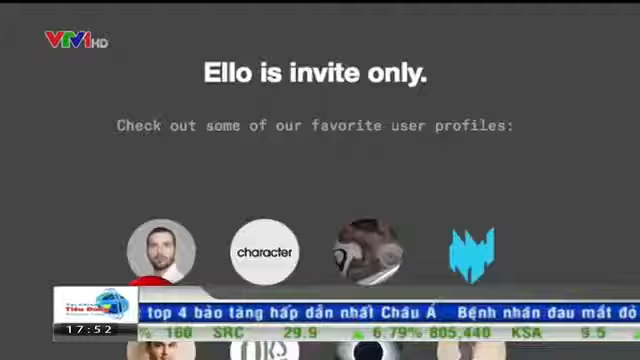 VTV1 HD
Ello is invite only.
Check out some of our favorite user profiles:
character
Tiêu Dùng
top 4 bảo tàng hấp dẫn nhất Châu Á. Bệnh nhân đau mắt đỏ
17:52
% 160 SRC 29.9 6.79% 805,440 KSA 9.5